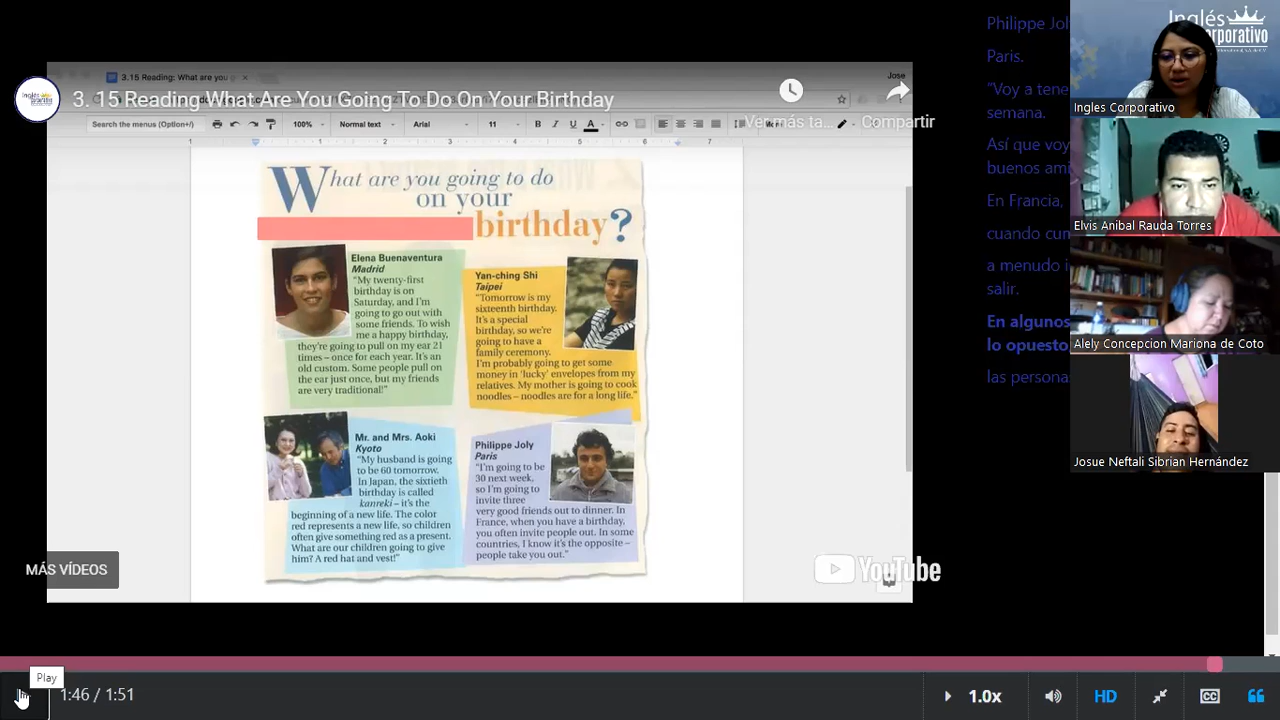 Philippe Jol
Paris.
"Voy a tene
semana.
Así que voy
buenos ami
En Francia,
cuando cum
a menudo i
salir.
En algunos
lo opuesto,
las persona
Inglés
Corporativo
Ingles Corporativo
Elvis Anibal Rauda Torres
Alely Concepcion Mariona de Coto
Josue Neftali Sibrian Hernández
3.15 Reading: What are you g
Jose
3. 15 Reading What Are You Going To Do On Your Birthday
Ver más ta...
Compartir
Search the menus (Option+/)
100%
Normal text
Arial
11
B I U A
1 1 2 3 4 5 6 7
What are you going to do
on your
birthday?
Elena Buenaventura
Madrid
"My twenty-first
birthday is on
Saturday, and I'm
going to go out with
some friends. To wish
me a happy birthday,
they're going to pull on my ear 21
times – once for each year. It's an
old custom. Some people pull on
the ear just once, but my friends
are very traditional!"
Yan-ching Shi
Taipei
"Tomorrow is my
sixteenth birthday.
It's a special
birthday, so we're
going to have a
family ceremony.
I'm probably going to get some
money in 'lucky' envelopes from my
relatives. My mother is going to cook
noodles – noodles are for a long life."
Mr. and Mrs. Aoki
Kyoto
"My husband is going
to be 60 tomorrow.
In Japan, the sixtieth
birthday is called
kanreki – it's the
beginning of a new life. The color
red represents a new life, so children
often give something red as a present.
What are our children going to give
him? A red hat and vest!"
Philippe Joly
Paris
"I'm going to be
30 next week,
so I'm going to
invite three
very good friends out to dinner. In
France, when you have a birthday,
you often invite people out. In some
countries, I know it's the opposite –
people take you out."
MÁS VÍDEOS
YouTube
Play
1:46 / 1:51
1.0x
HD
CC